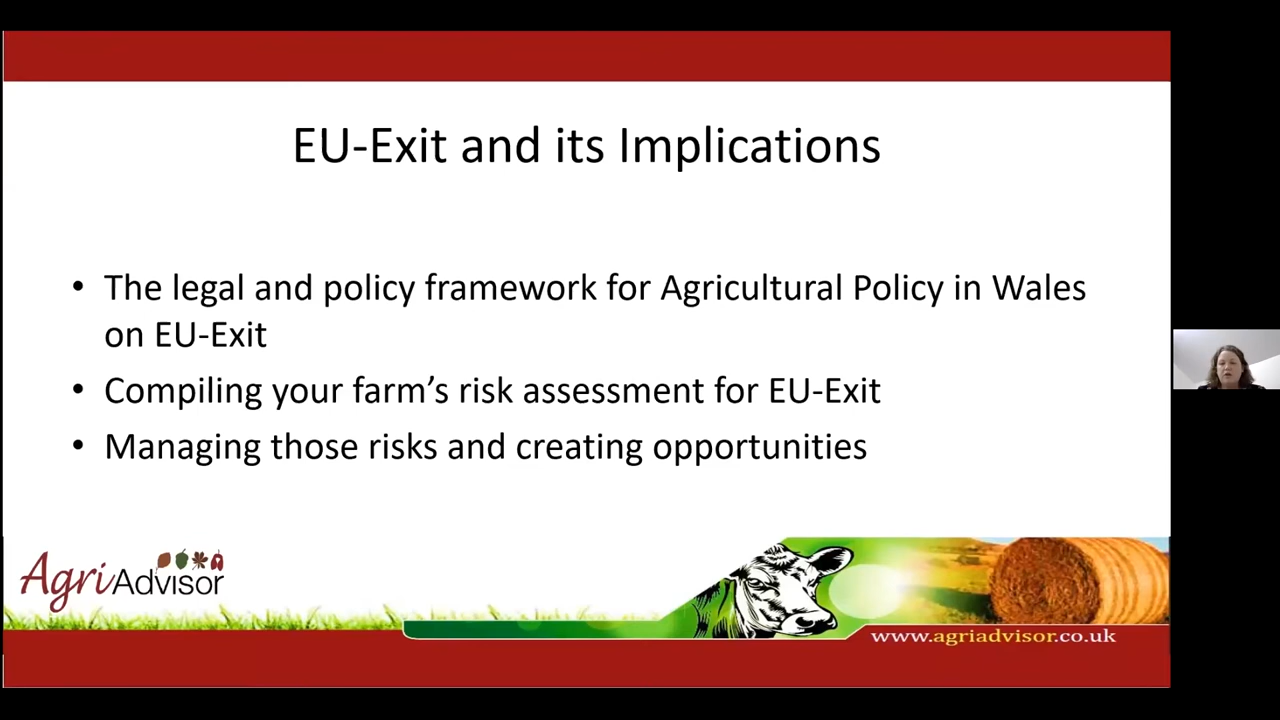 EU-Exit and its Implications
• The legal and policy framework for Agricultural Policy in Wales
on EU-Exit
• Compiling your farm’s risk assessment for EU-Exit
• Managing those risks and creating opportunities
AgriAdvisor
www.agriadvisor.co.uk